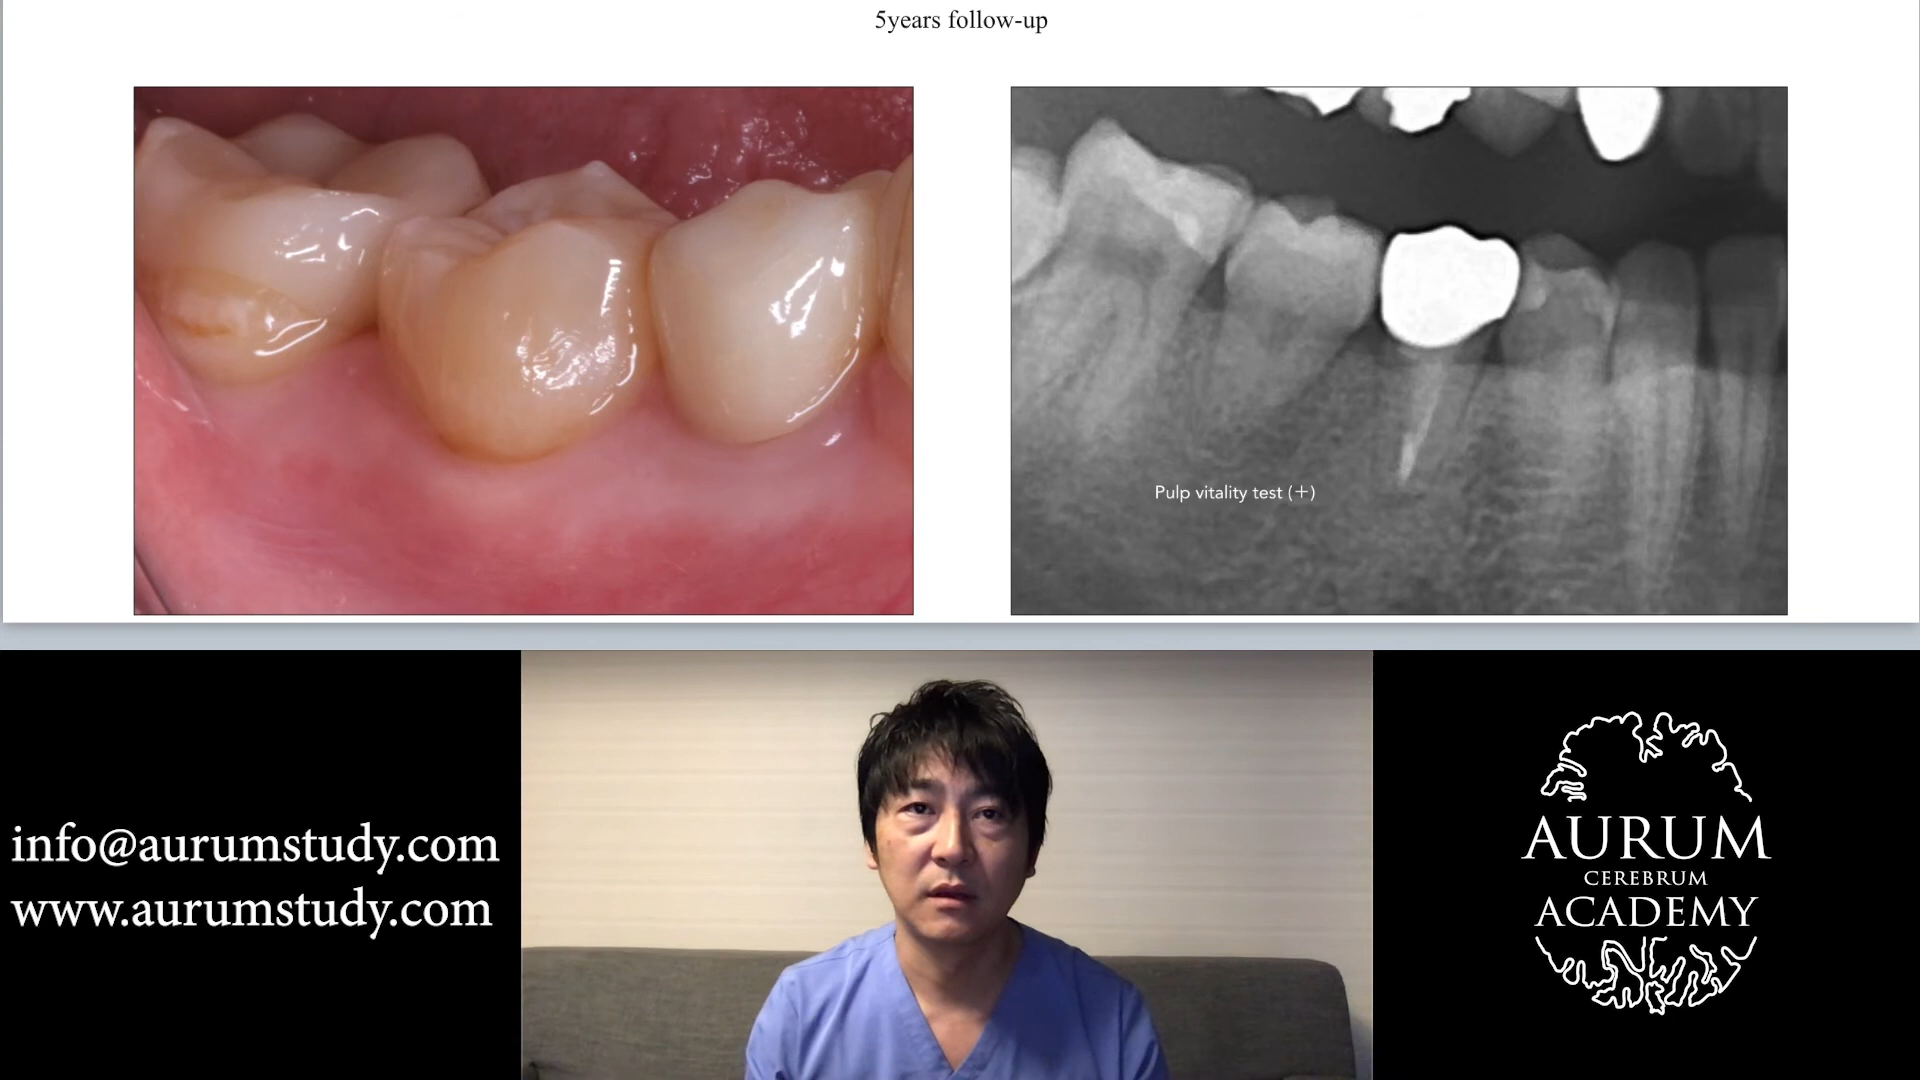 5years follow-up
Pulp vitality test (+)
info@aurumstudy.com
www.aurumstudy.com
AURUM
CEREBRUM
ACADEMY